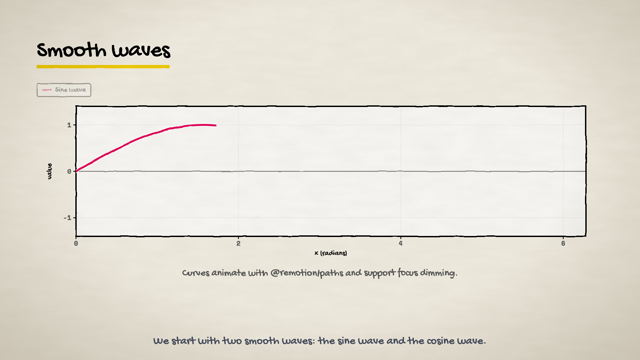 Smooth waves
Sine wave
1
value
0
-1
0 2 4 6
x (radians)
Curves animate with @remotion/paths and support focus dimming.
We start with two smooth waves: the sine wave and the cosine wave.